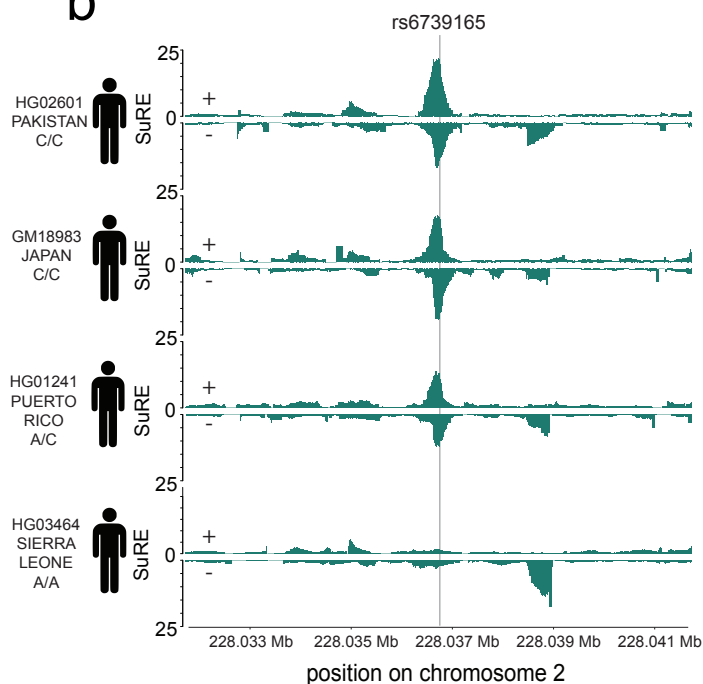 b
rs6739165
25
HG02601
PAKISTAN
C/C
SuRE
+
0
-
25
GM18983
JAPAN
C/C
SuRE
+
0
-
25
HG01241
PUERTO
RICO
A/C
SuRE
+
0
-
25
HG03464
SIERRA
LEONE
A/A
SuRE
+
0
-
25
228.033 Mb 228.035 Mb 228.037 Mb 228.039 Mb 228.041 Mb
position on chromosome 2